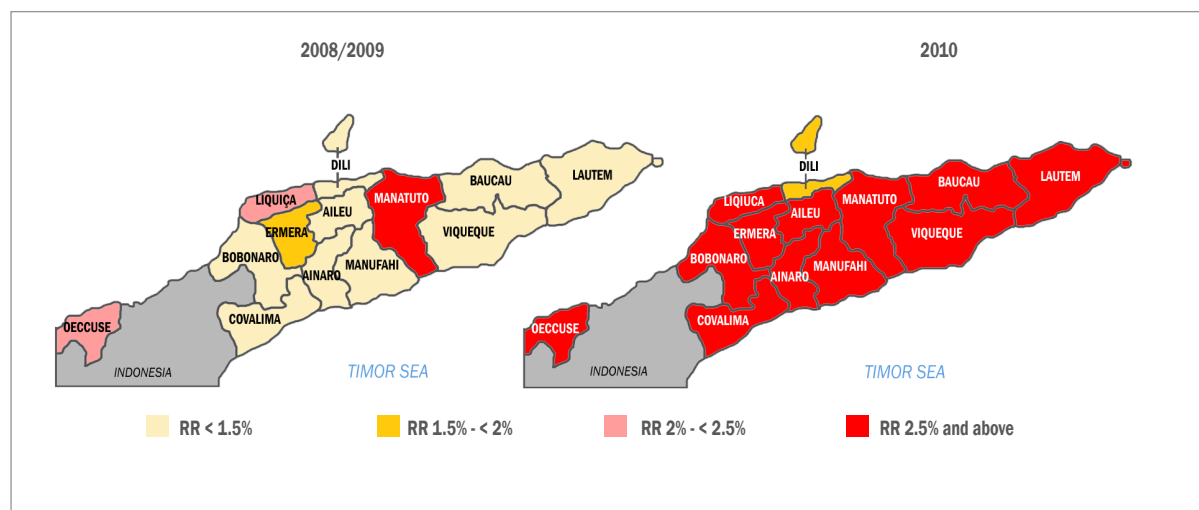 2008/2009
2010
DILI
LIQUIÇA
ERMERA
AILEU
MANATUTO
BAUCAU
LAUTEM
VIQUEQUE
BOBONARO
AINARO
MANUFAHI
COVALIMA
OECCUSE
INDONESIA
TIMOR SEA
DILI
LIQIUCA
ERMERA
AILEU
MANATUTO
BAUCAU
LAUTEM
VIQUEQUE
BOBONARO
AINARO
MANUFAHI
COVALIMA
OECCUSE
INDONESIA
TIMOR SEA
RR < 1.5%
RR 1.5% - < 2%
RR 2% - < 2.5%
RR 2.5% and above